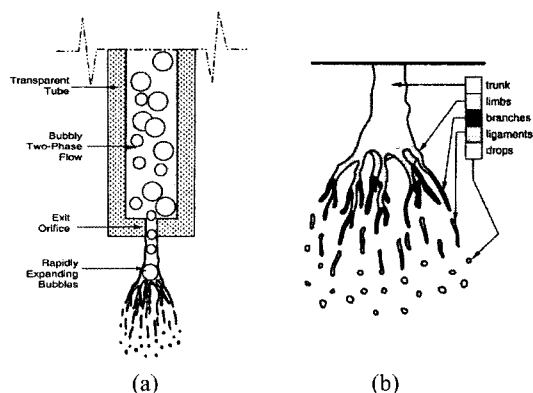 Transparent
Tube
Bubbly
Two-Phase
Flow
Exit
Orifice
Rapidly
Expanding
Bubbles
(a)
trunk
limbs
branches
ligaments
drops
(b)